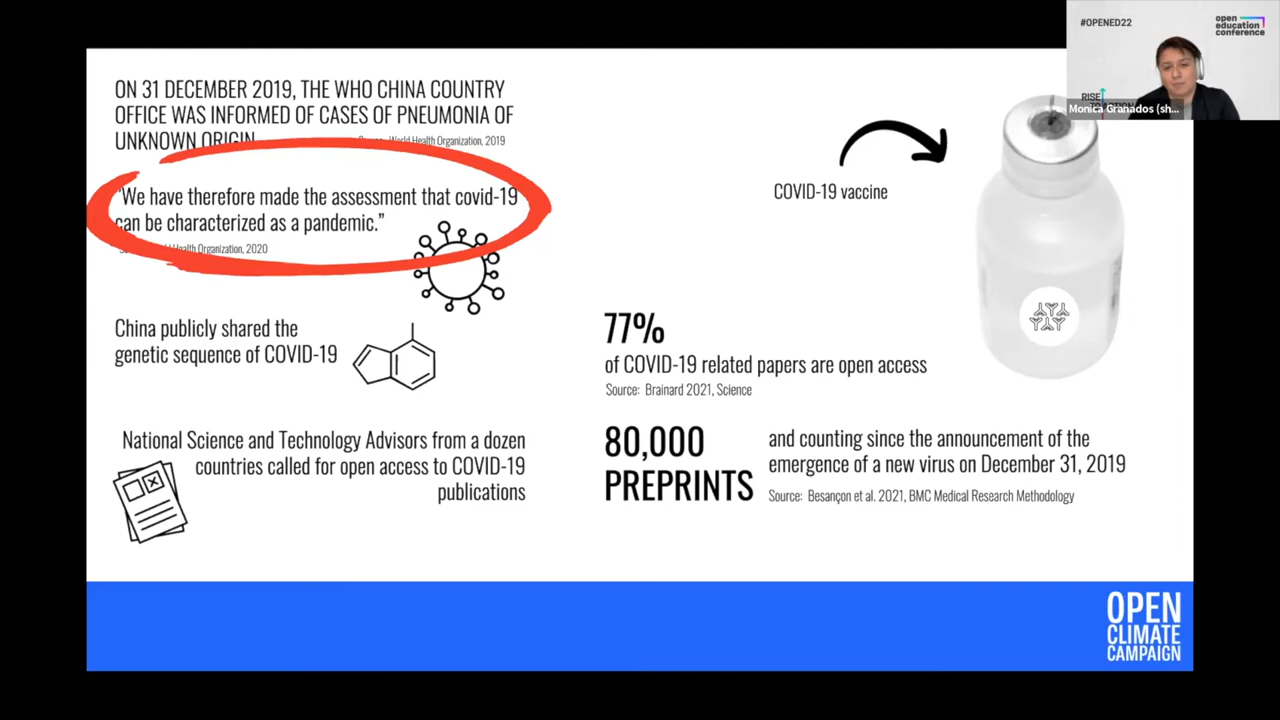 #OPENED22
open
education
conference
RISE
Monica Granados (sh...
ON 31 DECEMBER 2019, THE WHO CHINA COUNTRY
OFFICE WAS INFORMED OF CASES OF PNEUMONIA OF
UNKNOWN ORIGIN
World Health Organization, 2019
"We have therefore made the assessment that covid-19
can be characterized as a pandemic.”
Health Organization, 2020
China publicly shared the
genetic sequence of COVID-19
National Science and Technology Advisors from a dozen
countries called for open access to COVID-19
publications
COVID-19 vaccine
77%
of COVID-19 related papers are open access
Source: Brainard 2021, Science
80,000
PREPRINTS
and counting since the announcement of the
emergence of a new virus on December 31, 2019
Source: Besançon et al. 2021, BMC Medical Research Methodology
OPEN
CLIMATE
CAMPAIGN